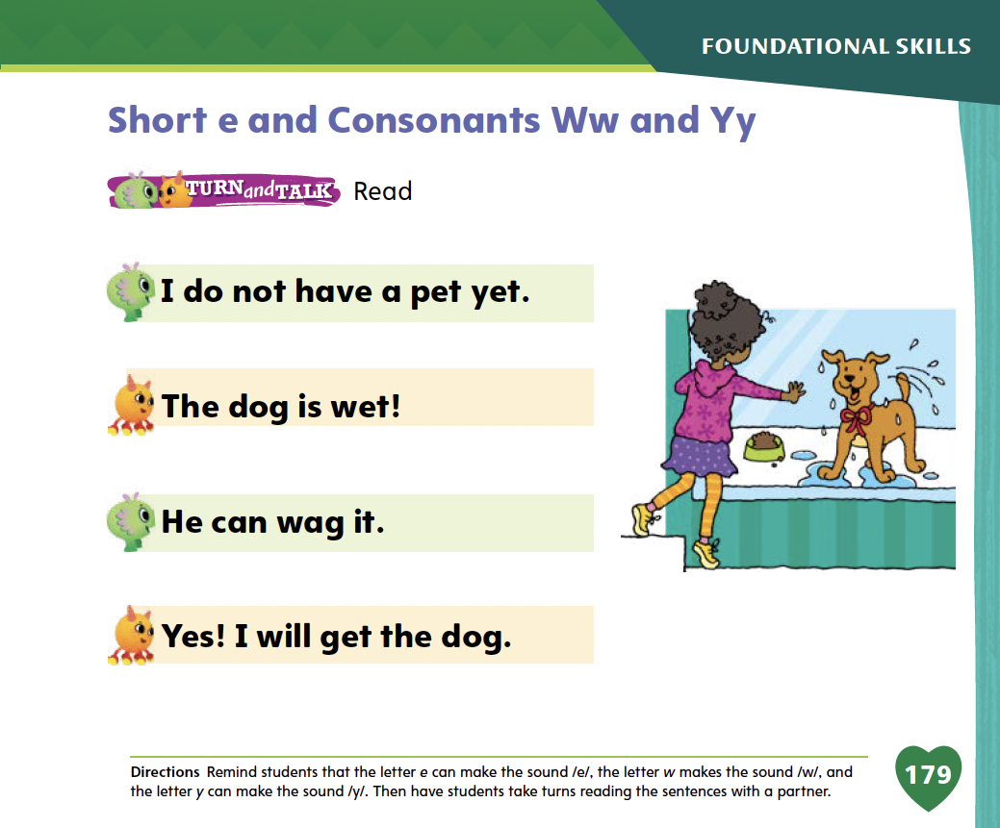 FOUNDATIONAL SKILLS
Short e and Consonants Ww and Yy
TURN and TALK Read
I do not have a pet yet.
The dog is wet!
He can wag it.
Yes! I will get the dog.
Directions Remind students that the letter e can make the sound /e/, the letter w makes the sound /w/, and
the letter y can make the sound /y/. Then have students take turns reading the sentences with a partner.
179